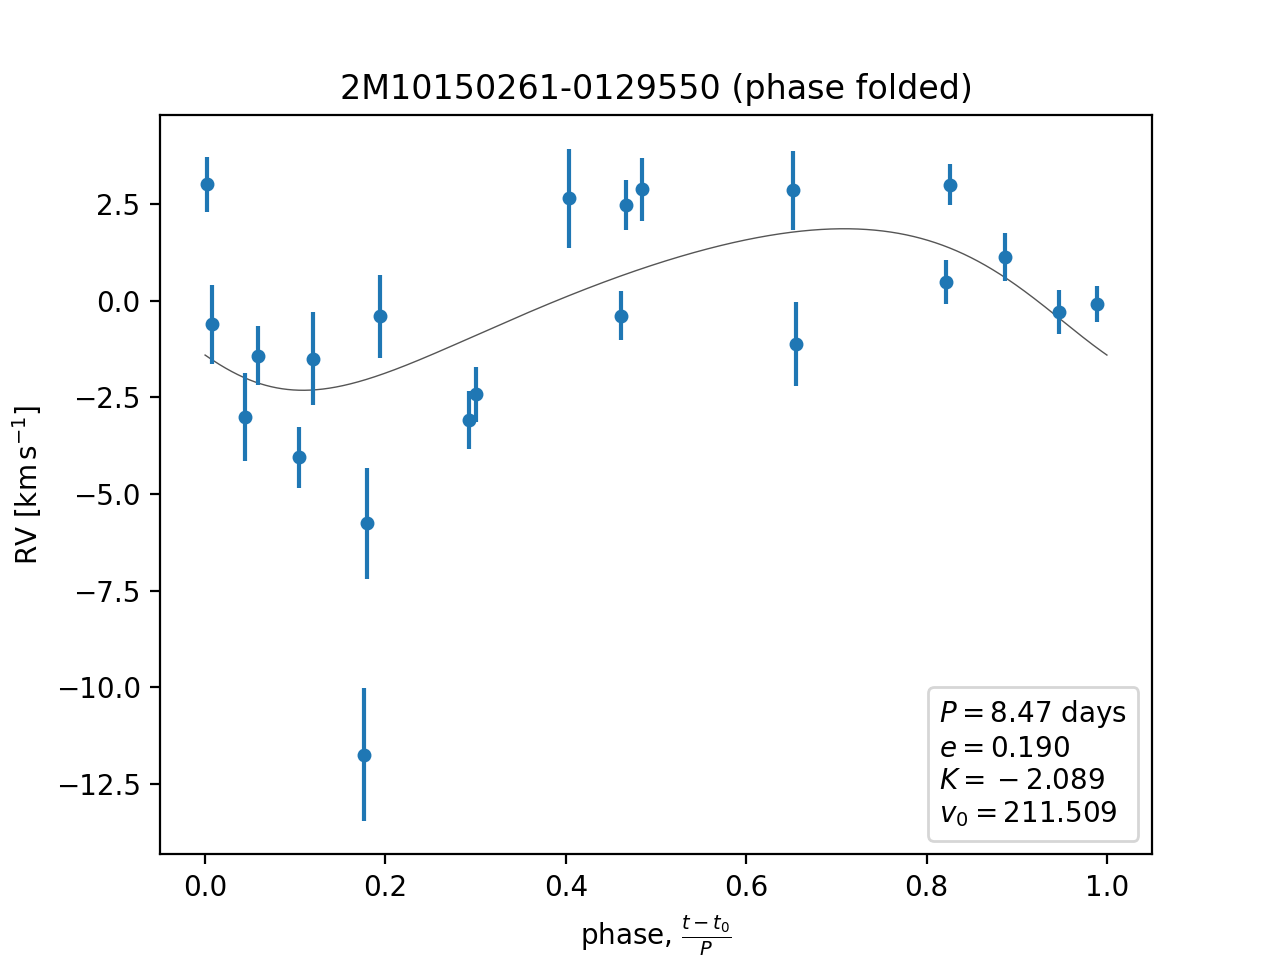 2M10150261-0129550 (phase folded)
RV [km s⁻¹]
2.5
0.0
−2.5
−5.0
−7.5
−10.0
−12.5
P = 8.47 days
e = 0.190
K = −2.089
v₀ = 211.509
0.0 0.2 0.4 0.6 0.8 1.0
phase, (t − t₀)/P